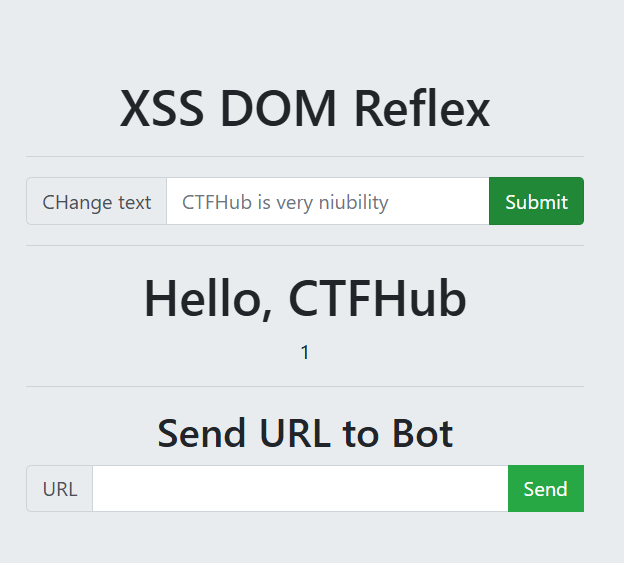 XSS DOM Reflex
CHange text CTFHub is very niubility Submit
Hello, CTFHub
1
Send URL to Bot
URL Send